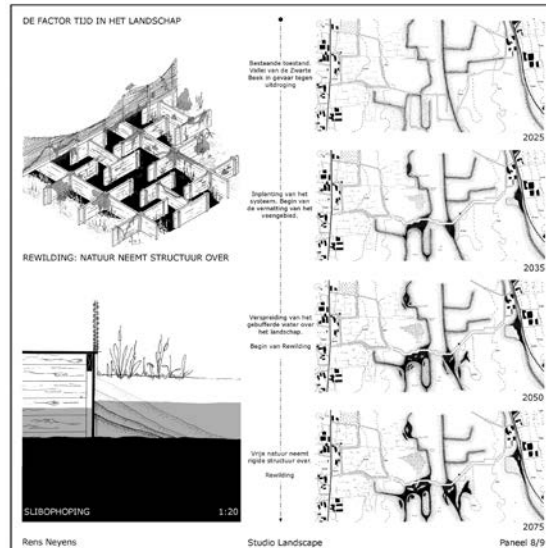 DE FACTOR TIJD IN HET LANDSCHAP
REWILDING: NATUUR NEEMT STRUCTUUR OVER
SLIBOPHOPING
1:20
Bestaande toestand.
Vallei van de Zwarte
Beek in gevaar tegen
uitdroging
2025
Inplanting van het
systeem. Begin van
de vernatting van het
veengebied.
2035
Verspreiding van het
gebufferde water over
het landschap.
Begin van Rewilding
2050
Vrije natuur neemt
rigide structuur over.
Rewilding
2075
Rens Neyens
Studio Landscape
Paneel 8/9